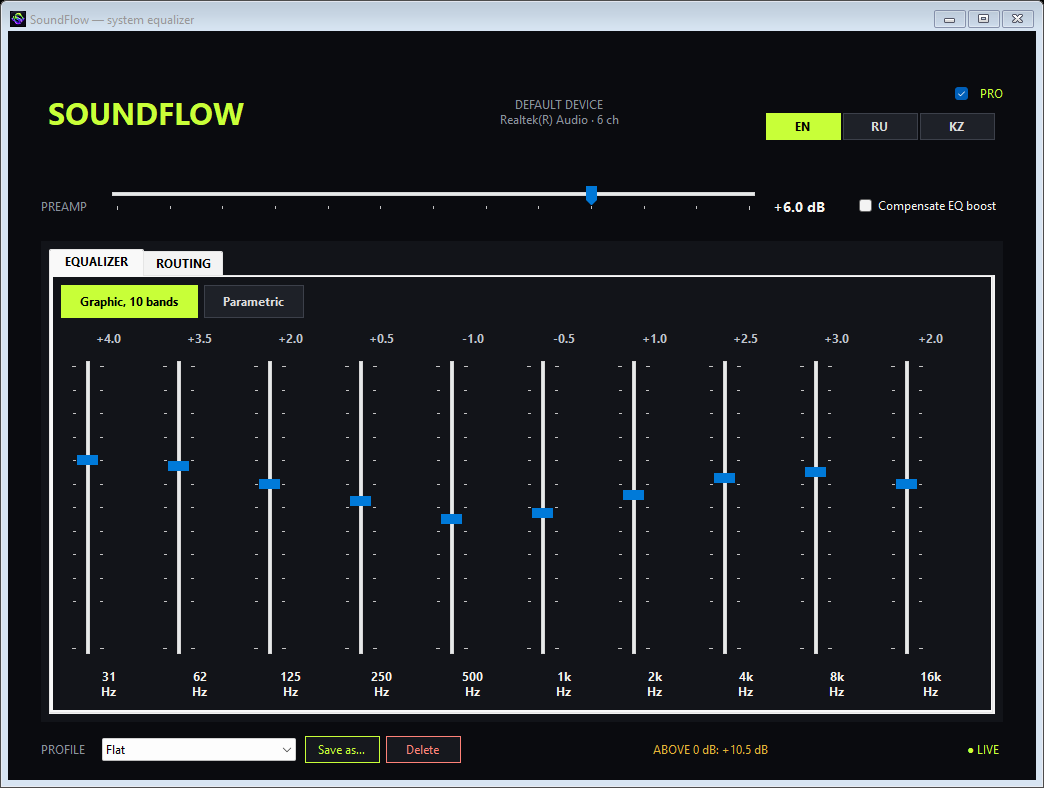 SoundFlow — system equalizer
SOUNDFLOW
DEFAULT DEVICE
Realtek(R) Audio · 6 ch
PRO
EN RU KZ
PREAMP +6.0 dB Compensate EQ boost
EQUALIZER ROUTING
Graphic, 10 bands Parametric
+4.0 +3.5 +2.0 +0.5 -1.0 -0.5 +1.0 +2.5 +3.0 +2.0
31 62 125 250 500 1k 2k 4k 8k 16k
Hz Hz Hz Hz Hz Hz Hz Hz Hz Hz
PROFILE Flat Save as... Delete ABOVE 0 dB: +10.5 dB ● LIVE